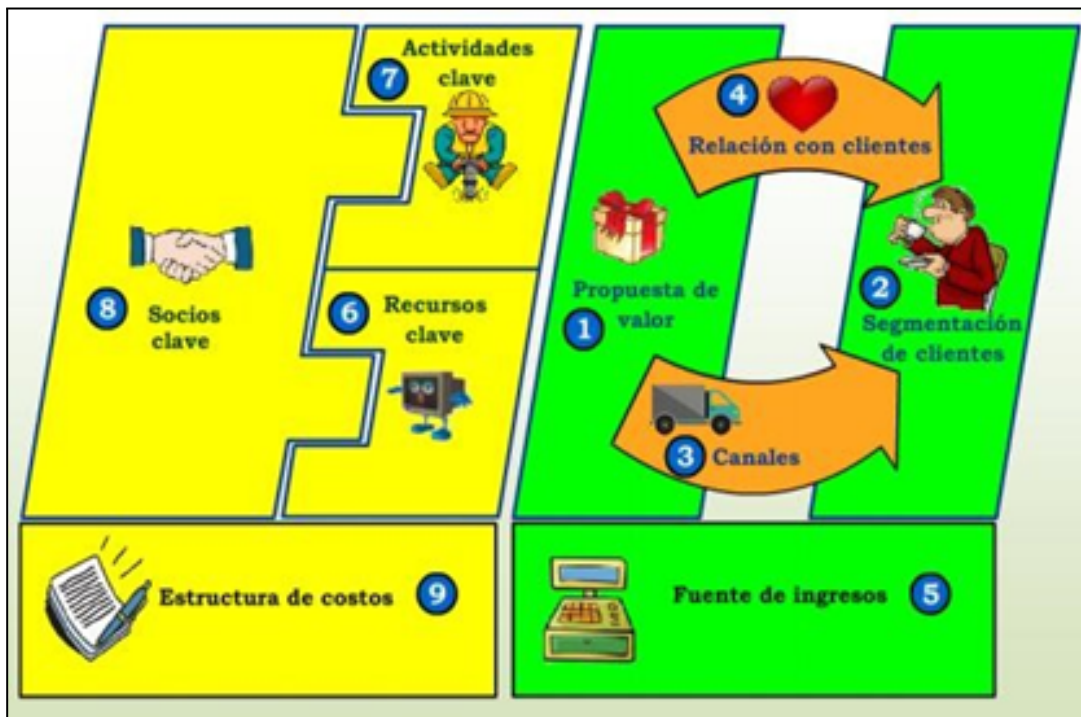 7
Actividades
clave
4
Relación con clientes
8
Socios
clave
6
Recursos
clave
Propuesta de
1
valor
2
Segmentación
de clientes
3
Canales
Estructura de costos
9
Fuente de ingresos
5